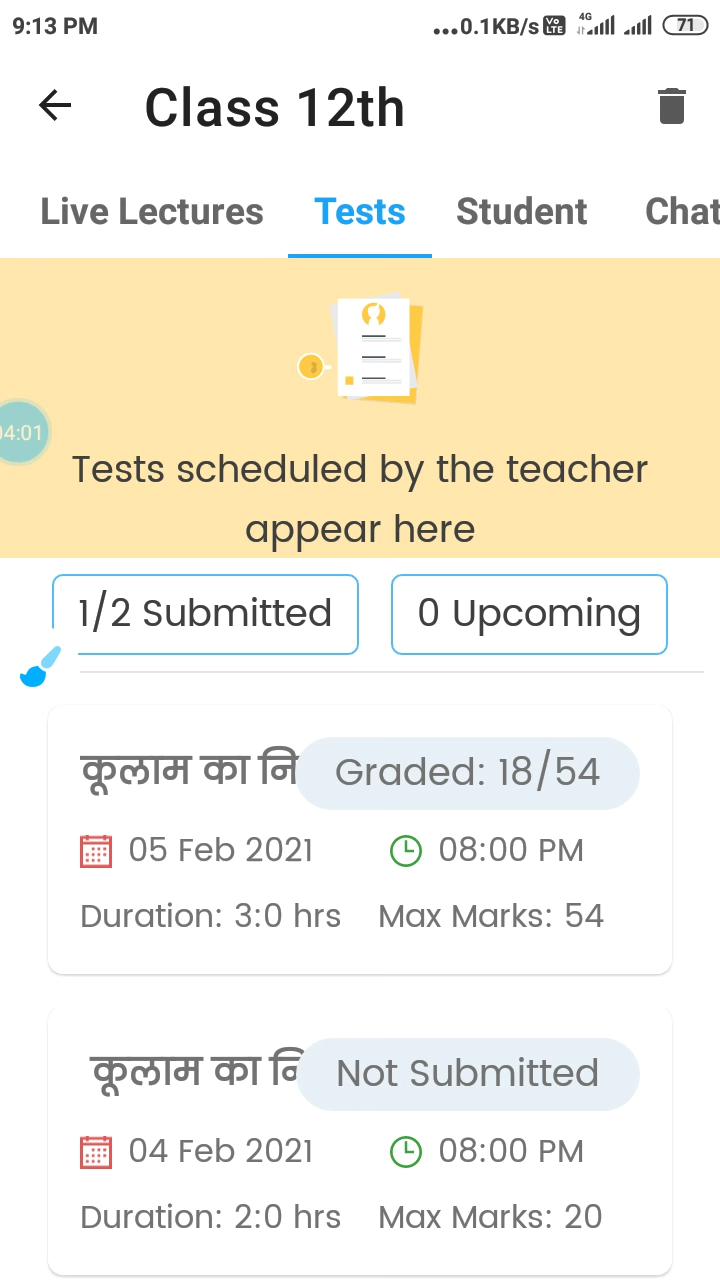 9:13 PM ...0.1KB/s Vo LTE 4G 71
Class 12th
Live Lectures Tests Student Chat
04:01
Tests scheduled by the teacher
appear here
1/2 Submitted 0 Upcoming
कूलाम का नि Graded: 18/54
05 Feb 2021 08:00 PM
Duration: 3:0 hrs Max Marks: 54
कूलाम का नि Not Submitted
04 Feb 2021 08:00 PM
Duration: 2:0 hrs Max Marks: 20